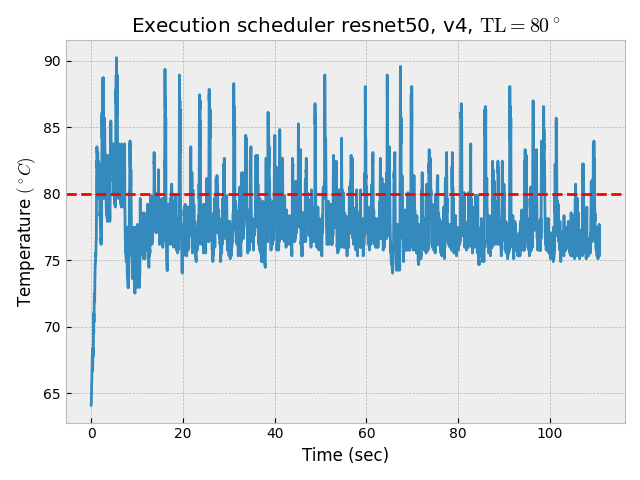 Execution scheduler resnet50, v4, TL = 80°
90
85
80
75
70
65
Temperature (°C)
0 20 40 60 80 100
Time (sec)